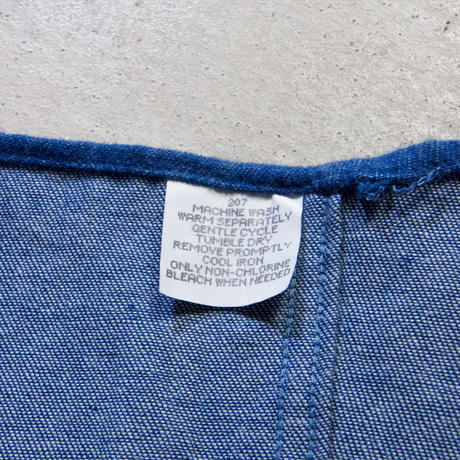 207
MACHINE WASH
WARM SEPARATELY
GENTLE CYCLE
TUMBLE DRY
REMOVE PROMPTLY
COOL IRON
ONLY NON-CHLORINE
BLEACH WHEN NEEDED